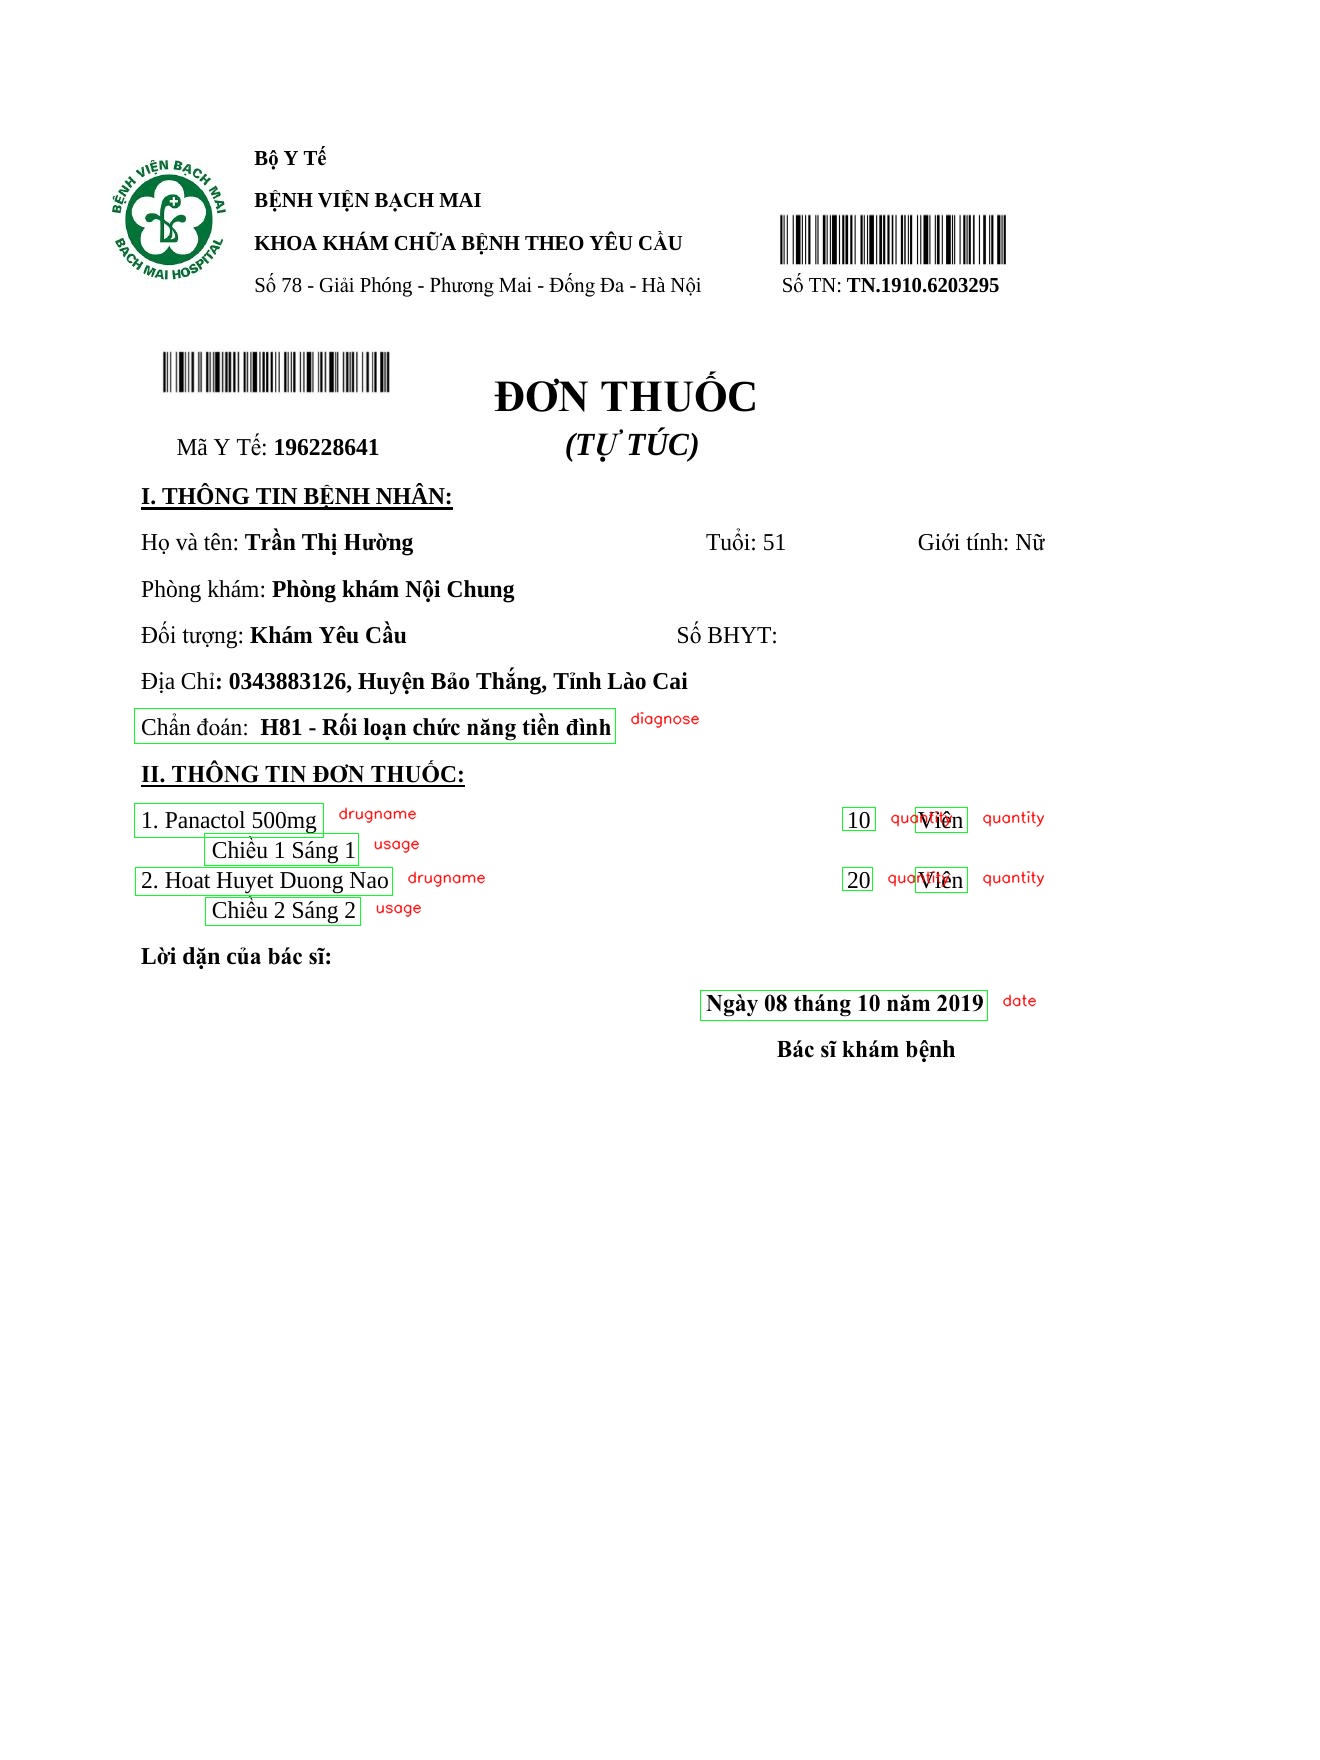 BỆNH VIỆN BẠCH MAI
BACH MAI HOSPITAL
Bộ Y Tế
BỆNH VIỆN BẠCH MAI
KHOA KHÁM CHỮA BỆNH THEO YÊU CẦU
Số 78 - Giải Phóng - Phương Mai - Đống Đa - Hà Nội
Số TN: TN.1910.6203295
ĐƠN THUỐC
(TỰ TÚC)
Mã Y Tế: 196228641
I. THÔNG TIN BỆNH NHÂN:
Họ và tên: Trần Thị Hường Tuổi: 51 Giới tính: Nữ
Phòng khám: Phòng khám Nội Chung
Đối tượng: Khám Yêu Cầu Số BHYT:
Địa Chỉ: 0343883126, Huyện Bảo Thắng, Tỉnh Lào Cai
Chẩn đoán: H81 - Rối loạn chức năng tiền đình diagnose
II. THÔNG TIN ĐƠN THUỐC:
1. Panactol 500mg drugname 10 quantity Viên quantity
Chiều 1 Sáng 1 usage
2. Hoat Huyet Duong Nao drugname 20 quantity Viên quantity
Chiều 2 Sáng 2 usage
Lời dặn của bác sĩ:
Ngày 08 tháng 10 năm 2019 date
Bác sĩ khám bệnh